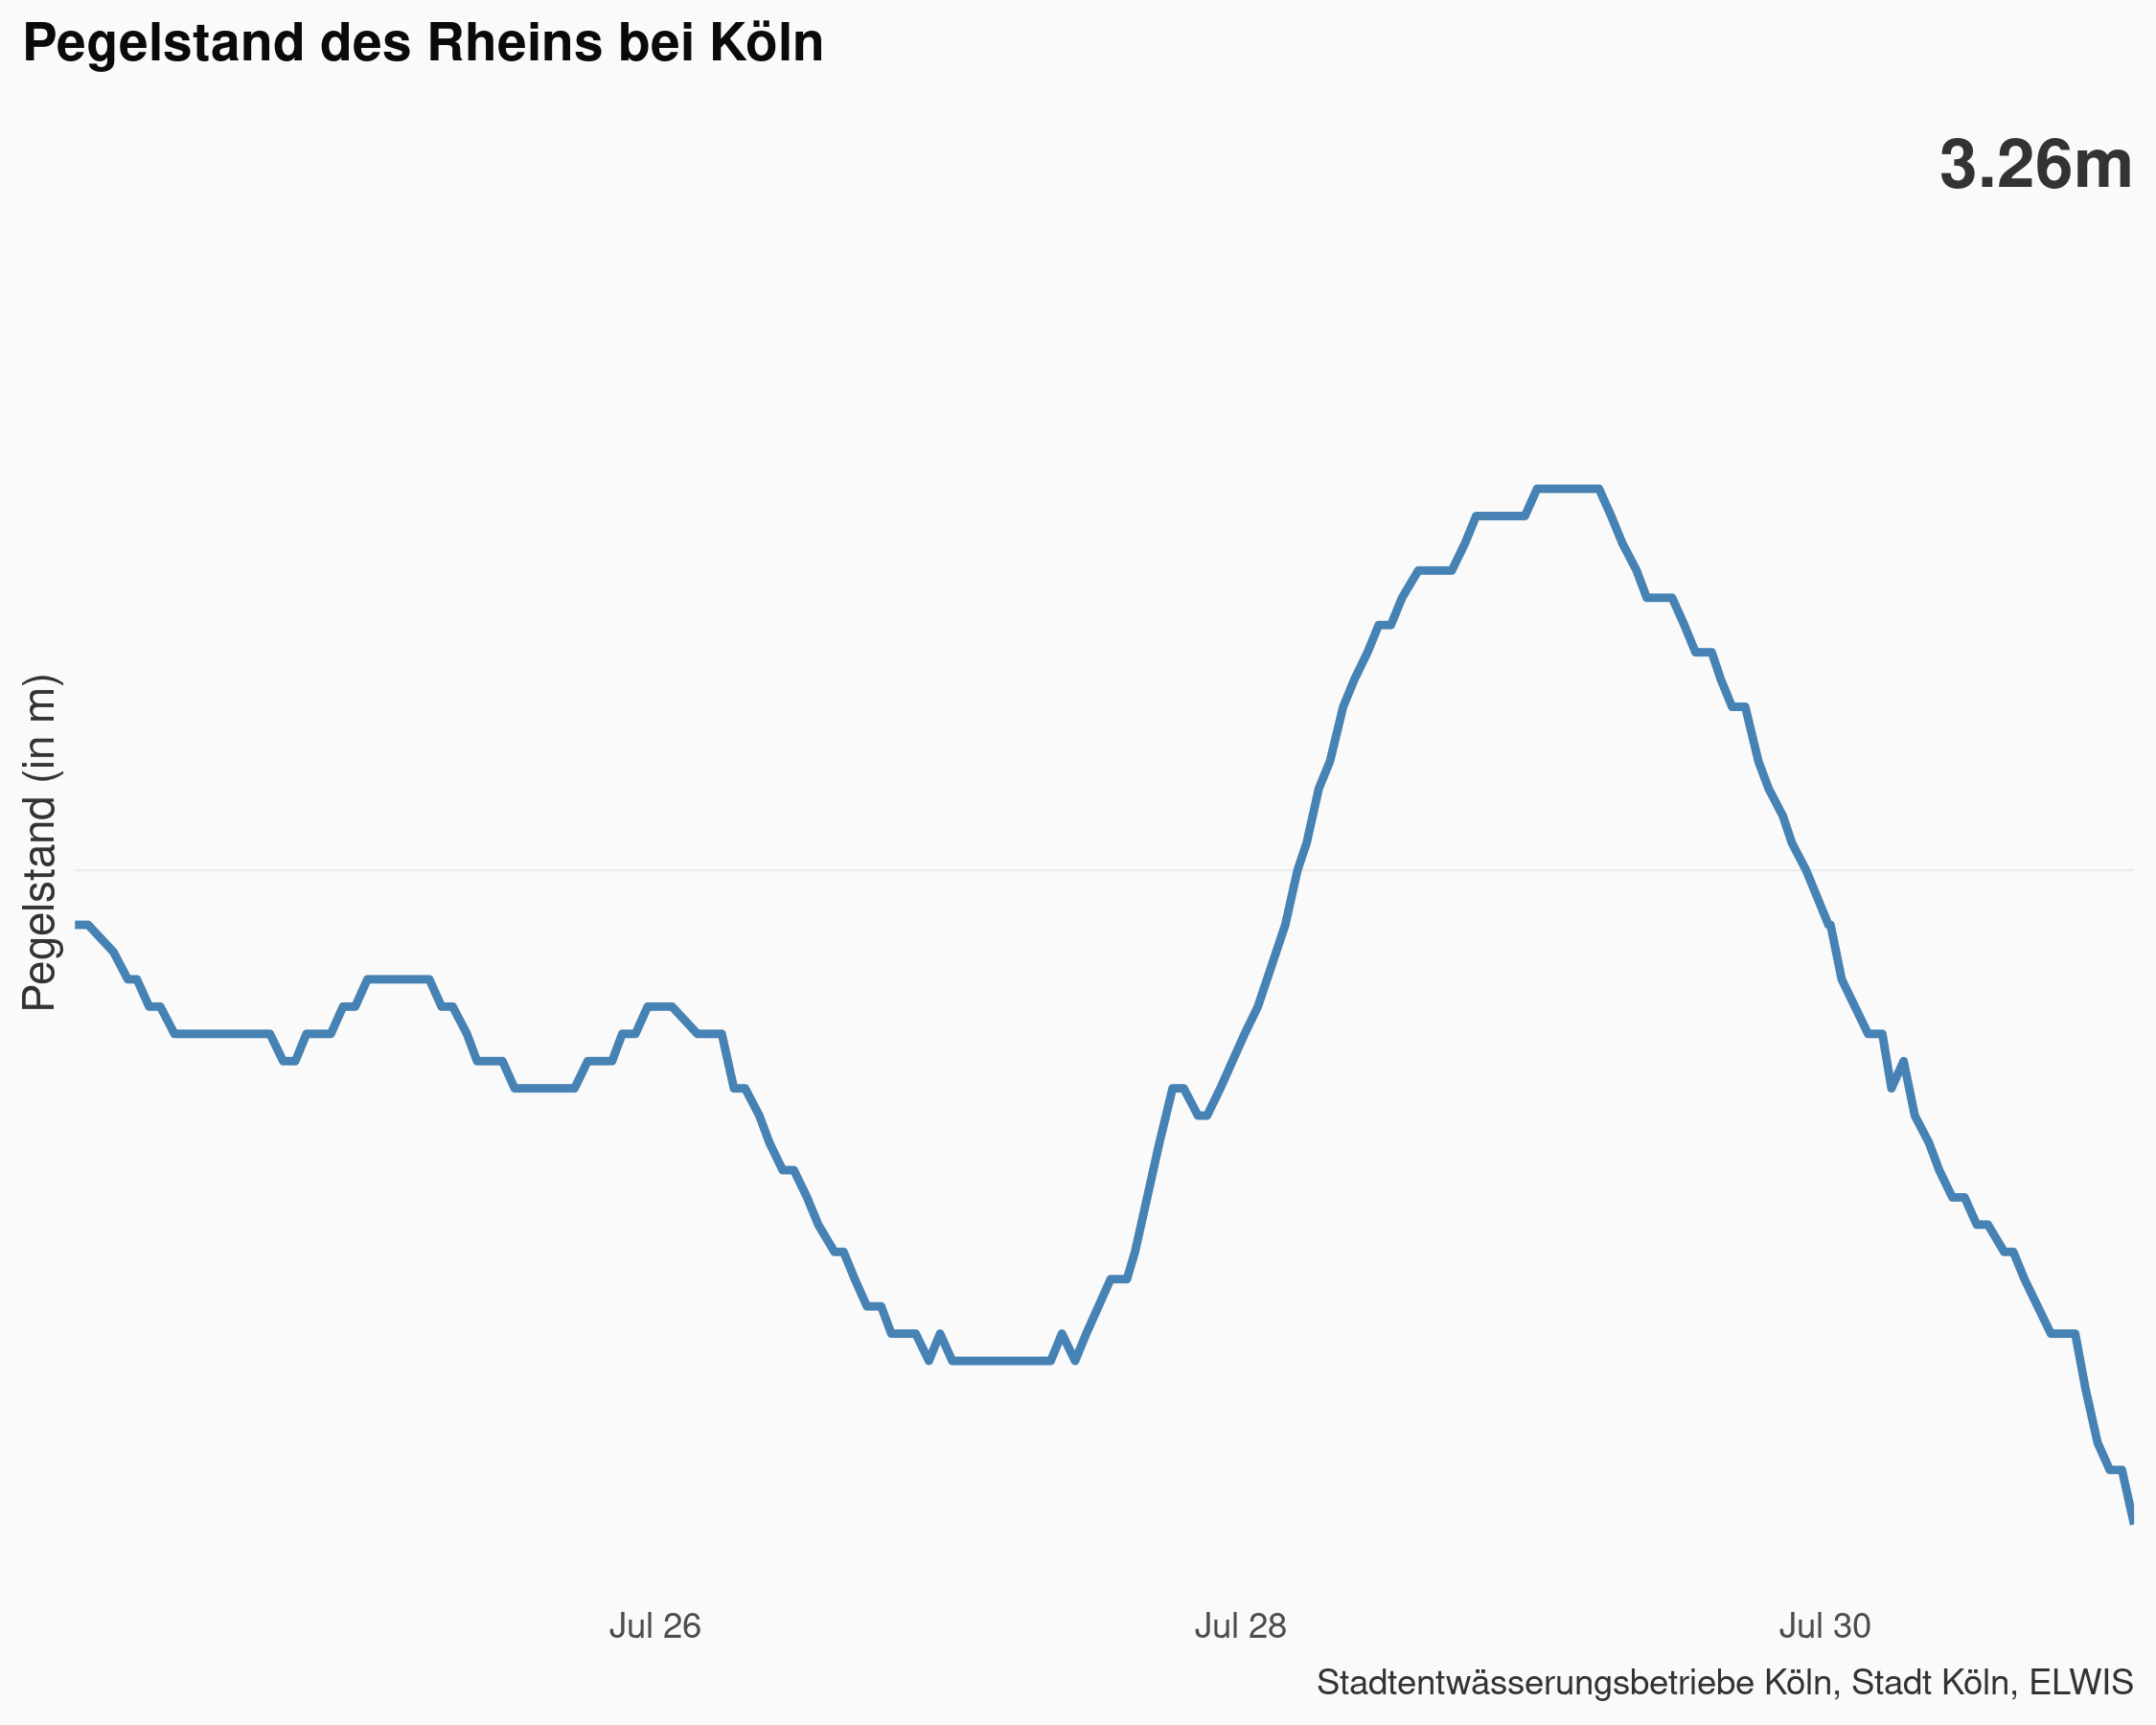 Pegelstand des Rheins bei Köln
3.26m
Pegelstand (in m)
Jul 26
Jul 28
Jul 30
Stadtentwässerungsbetriebe Köln, Stadt Köln, ELWIS